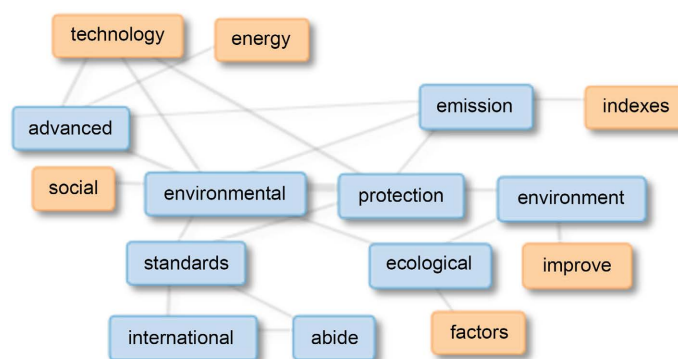 technology
energy
emission
indexes
advanced
social
environmental
protection
environment
standards
ecological
improve
international
abide
factors